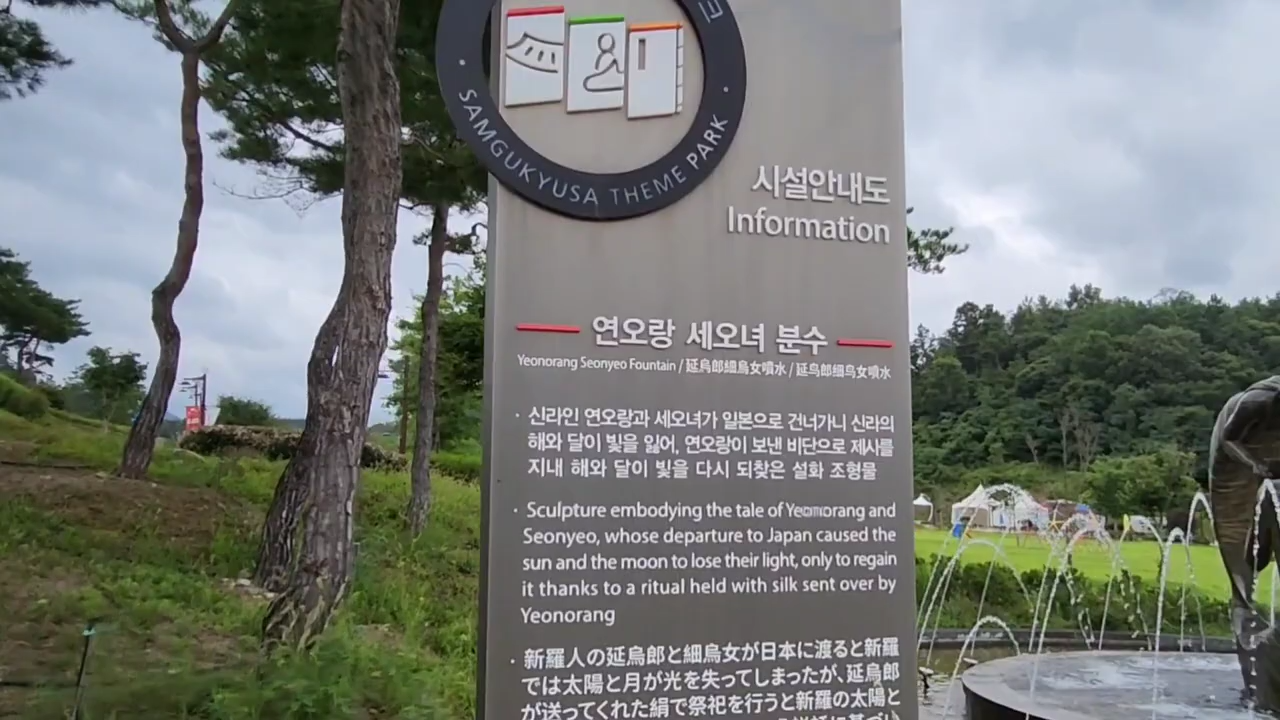 SAMGUKYUSA THEME PARK
시설안내도
Information
연오랑 세오녀 분수
Yeonorang Seonyeo Fountain / 延烏郎細烏女噴水 / 延鸟郎细鸟女喷水
· 신라인 연오랑과 세오녀가 일본으로 건너가니 신라의
해와 달이 빛을 잃어, 연오랑이 보낸 비단으로 제사를
지내 해와 달이 빛을 다시 되찾은 설화 조형물
· Sculpture embodying the tale of Yeonorang and
Seonyeo, whose departure to Japan caused the
sun and the moon to lose their light, only to regain
it thanks to a ritual held with silk sent over by
Yeonorang
· 新羅人の延烏郎と細烏女が日本に渡ると新羅
では太陽と月が光を失ってしまったが、延烏郎
が送ってくれた絹で祭祀を行うと新羅の太陽と